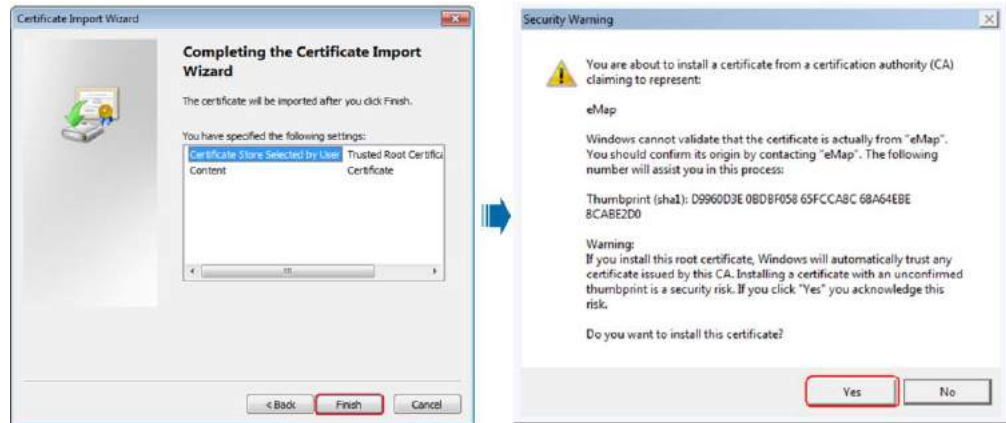 Certificate Import Wizard
Completing the Certificate Import
Wizard
The certificate will be imported after you click Finish.
You have specified the following settings:
Certificate Store Selected by User Trusted Root Certifica
Content Certificate
< Back Finish Cancel
Security Warning
You are about to install a certificate from a certification authority (CA)
claiming to represent:
eMap
Windows cannot validate that the certificate is actually from "eMap".
You should confirm its origin by contacting "eMap". The following
number will assist you in this process:
Thumbprint (sha1): D9960D3E 0BDBF058 65FCCA8C 68A64EBE
8CABE2D0
Warning:
If you install this root certificate, Windows will automatically trust any
certificate issued by this CA. Installing a certificate with an unconfirmed
thumbprint is a security risk. If you click "Yes" you acknowledge this
risk.
Do you want to install this certificate?
Yes No